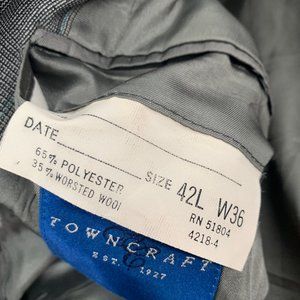 DATE
65% POLYESTER
35% WORSTED WOOL
SIZE 42L W36
RN 51804
4218-4
TOWNCRAFT
EST. 1927